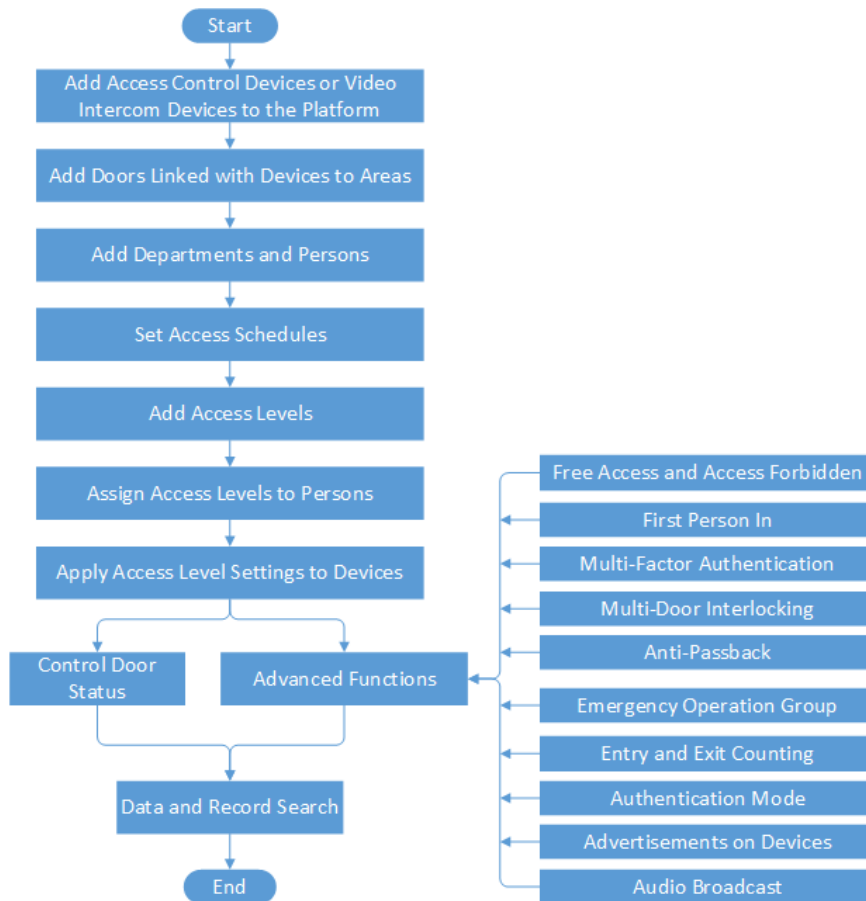 Start
Add Access Control Devices or Video
Intercom Devices to the Platform
Add Doors Linked with Devices to Areas
Add Departments and Persons
Set Access Schedules
Add Access Levels
Assign Access Levels to Persons
Apply Access Level Settings to Devices
Control Door
Status
Advanced Functions
Data and Record Search
End
Free Access and Access Forbidden
First Person In
Multi-Factor Authentication
Multi-Door Interlocking
Anti-Passback
Emergency Operation Group
Entry and Exit Counting
Authentication Mode
Advertisements on Devices
Audio Broadcast